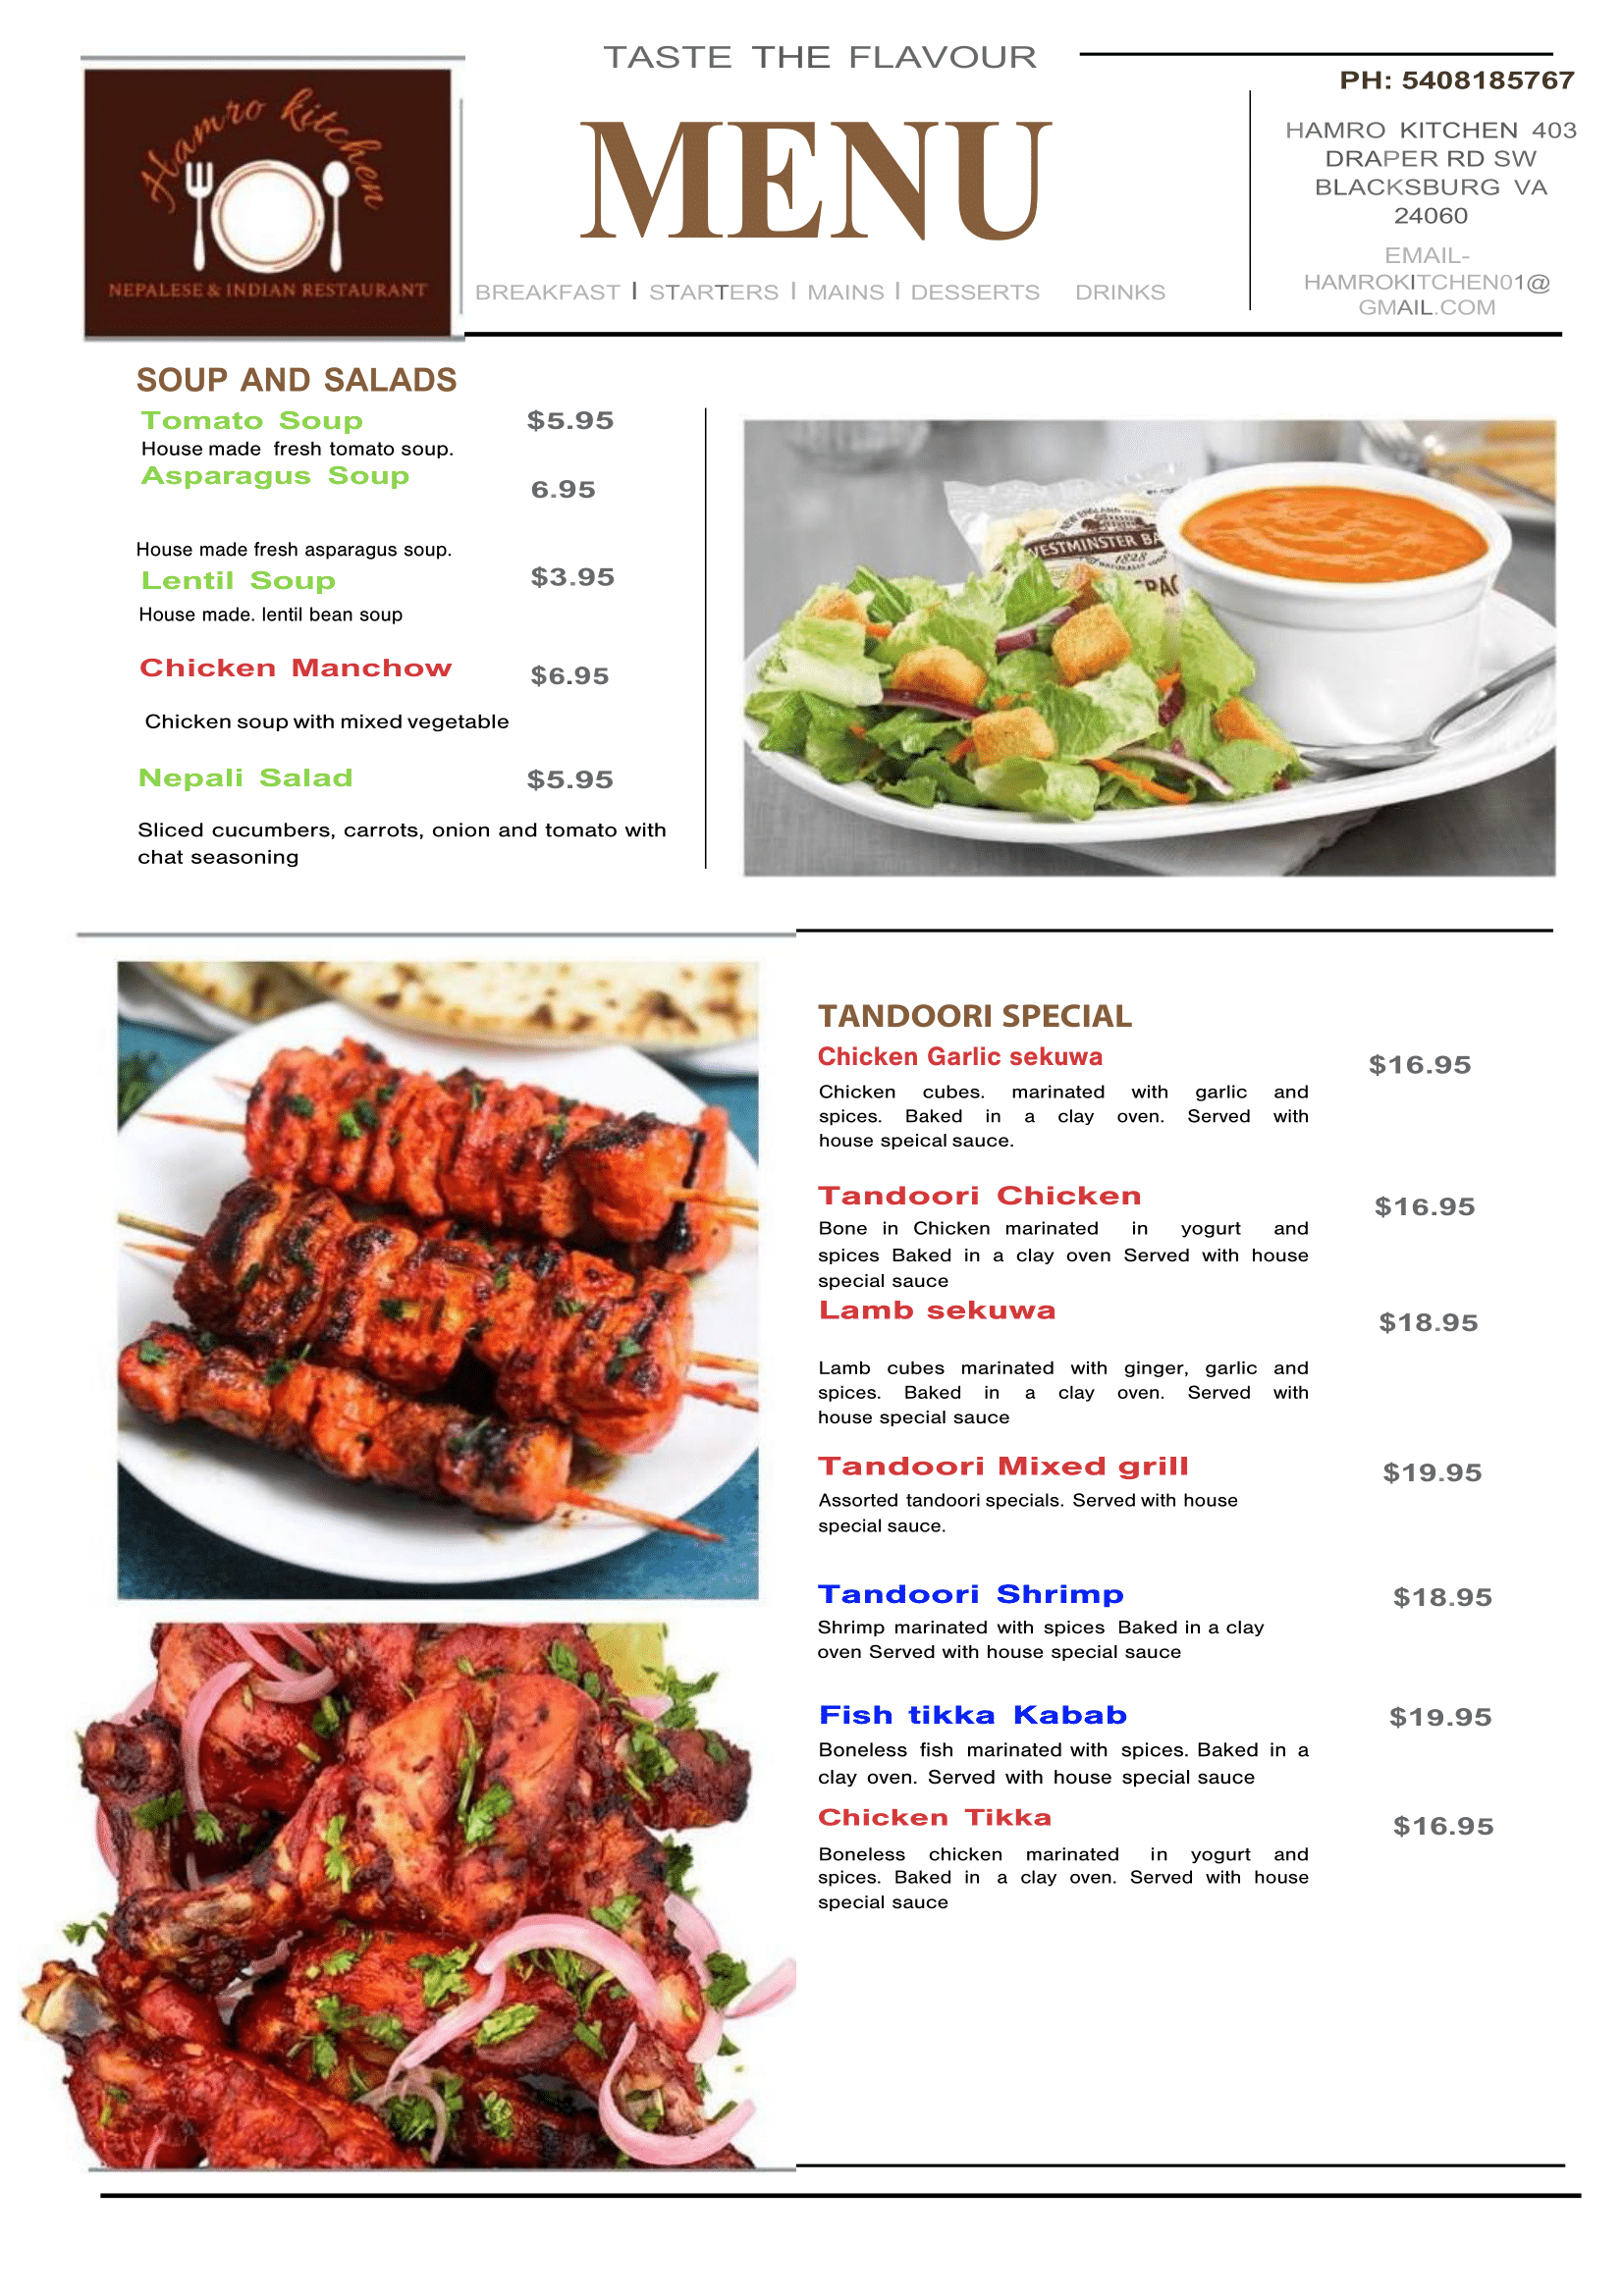 Hamro kitchen
NEPALESE & INDIAN RESTAURANT
TASTE THE FLAVOUR
MENU
BREAKFAST | STARTERS | MAINS | DESSERTS DRINKS
PH: 5408185767
HAMRO KITCHEN 403
DRAPER RD SW
BLACKSBURG VA
24060
EMAIL-
HAMROKITCHEN01@
GMAIL.COM
SOUP AND SALADS
Tomato Soup $5.95
House made fresh tomato soup.
Asparagus Soup 6.95
House made fresh asparagus soup.
Lentil Soup $3.95
House made. lentil bean soup
Chicken Manchow $6.95
Chicken soup with mixed vegetable
Nepali Salad $5.95
Sliced cucumbers, carrots, onion and tomato with
chat seasoning
NEW ENGLAND
WESTMINSTER BA
1828
TANDOORI SPECIAL
Chicken Garlic sekuwa $16.95
Chicken cubes. marinated with garlic and
spices. Baked in a clay oven. Served with
house speical sauce.
Tandoori Chicken $16.95
Bone in Chicken marinated in yogurt and
spices Baked in a clay oven Served with house
special sauce
Lamb sekuwa $18.95
Lamb cubes marinated with ginger, garlic and
spices. Baked in a clay oven. Served with
house special sauce
Tandoori Mixed grill $19.95
Assorted tandoori specials. Served with house
special sauce.
Tandoori Shrimp $18.95
Shrimp marinated with spices Baked in a clay
oven Served with house special sauce
Fish tikka Kabab $19.95
Boneless fish marinated with spices. Baked in a
clay oven. Served with house special sauce
Chicken Tikka $16.95
Boneless chicken marinated in yogurt and
spices. Baked in a clay oven. Served with house
special sauce